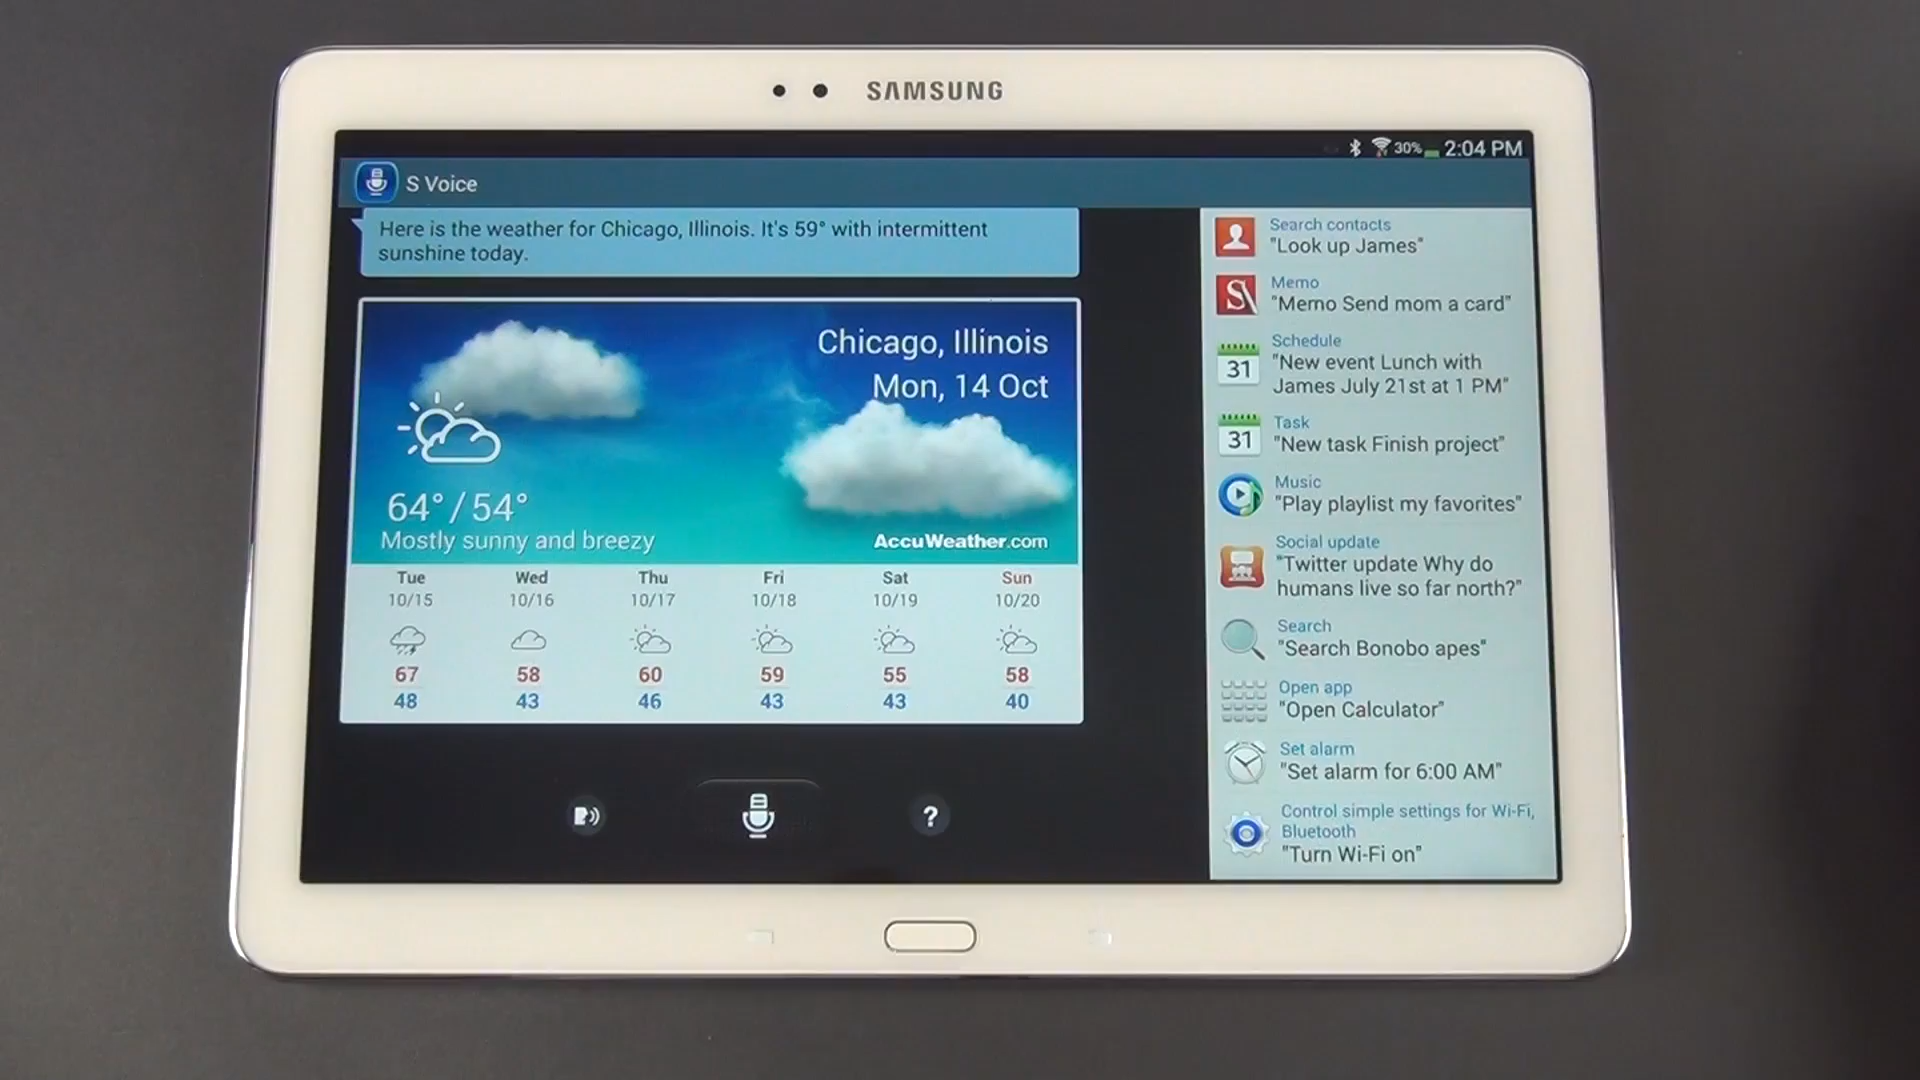 SAMSUNG
30% 2:04 PM
S Voice
Here is the weather for Chicago, Illinois. It's 59° with intermittent
sunshine today.
Chicago, Illinois
Mon, 14 Oct
64° / 54°
Mostly sunny and breezy
AccuWeather.com
Tue Wed Thu Fri Sat Sun
10/15 10/16 10/17 10/18 10/19 10/20
67 58 60 59 55 58
48 43 46 43 43 40
?
Search contacts
"Look up James"
Memo
"Memo Send mom a card"
Schedule
31
"New event Lunch with
James July 21st at 1 PM"
Task
31
"New task Finish project"
Music
"Play playlist my favorites"
Social update
"Twitter update Why do
humans live so far north?"
Search
"Search Bonobo apes"
Open app
"Open Calculator"
Set alarm
"Set alarm for 6:00 AM"
Control simple settings for Wi-Fi,
Bluetooth
"Turn Wi-Fi on"